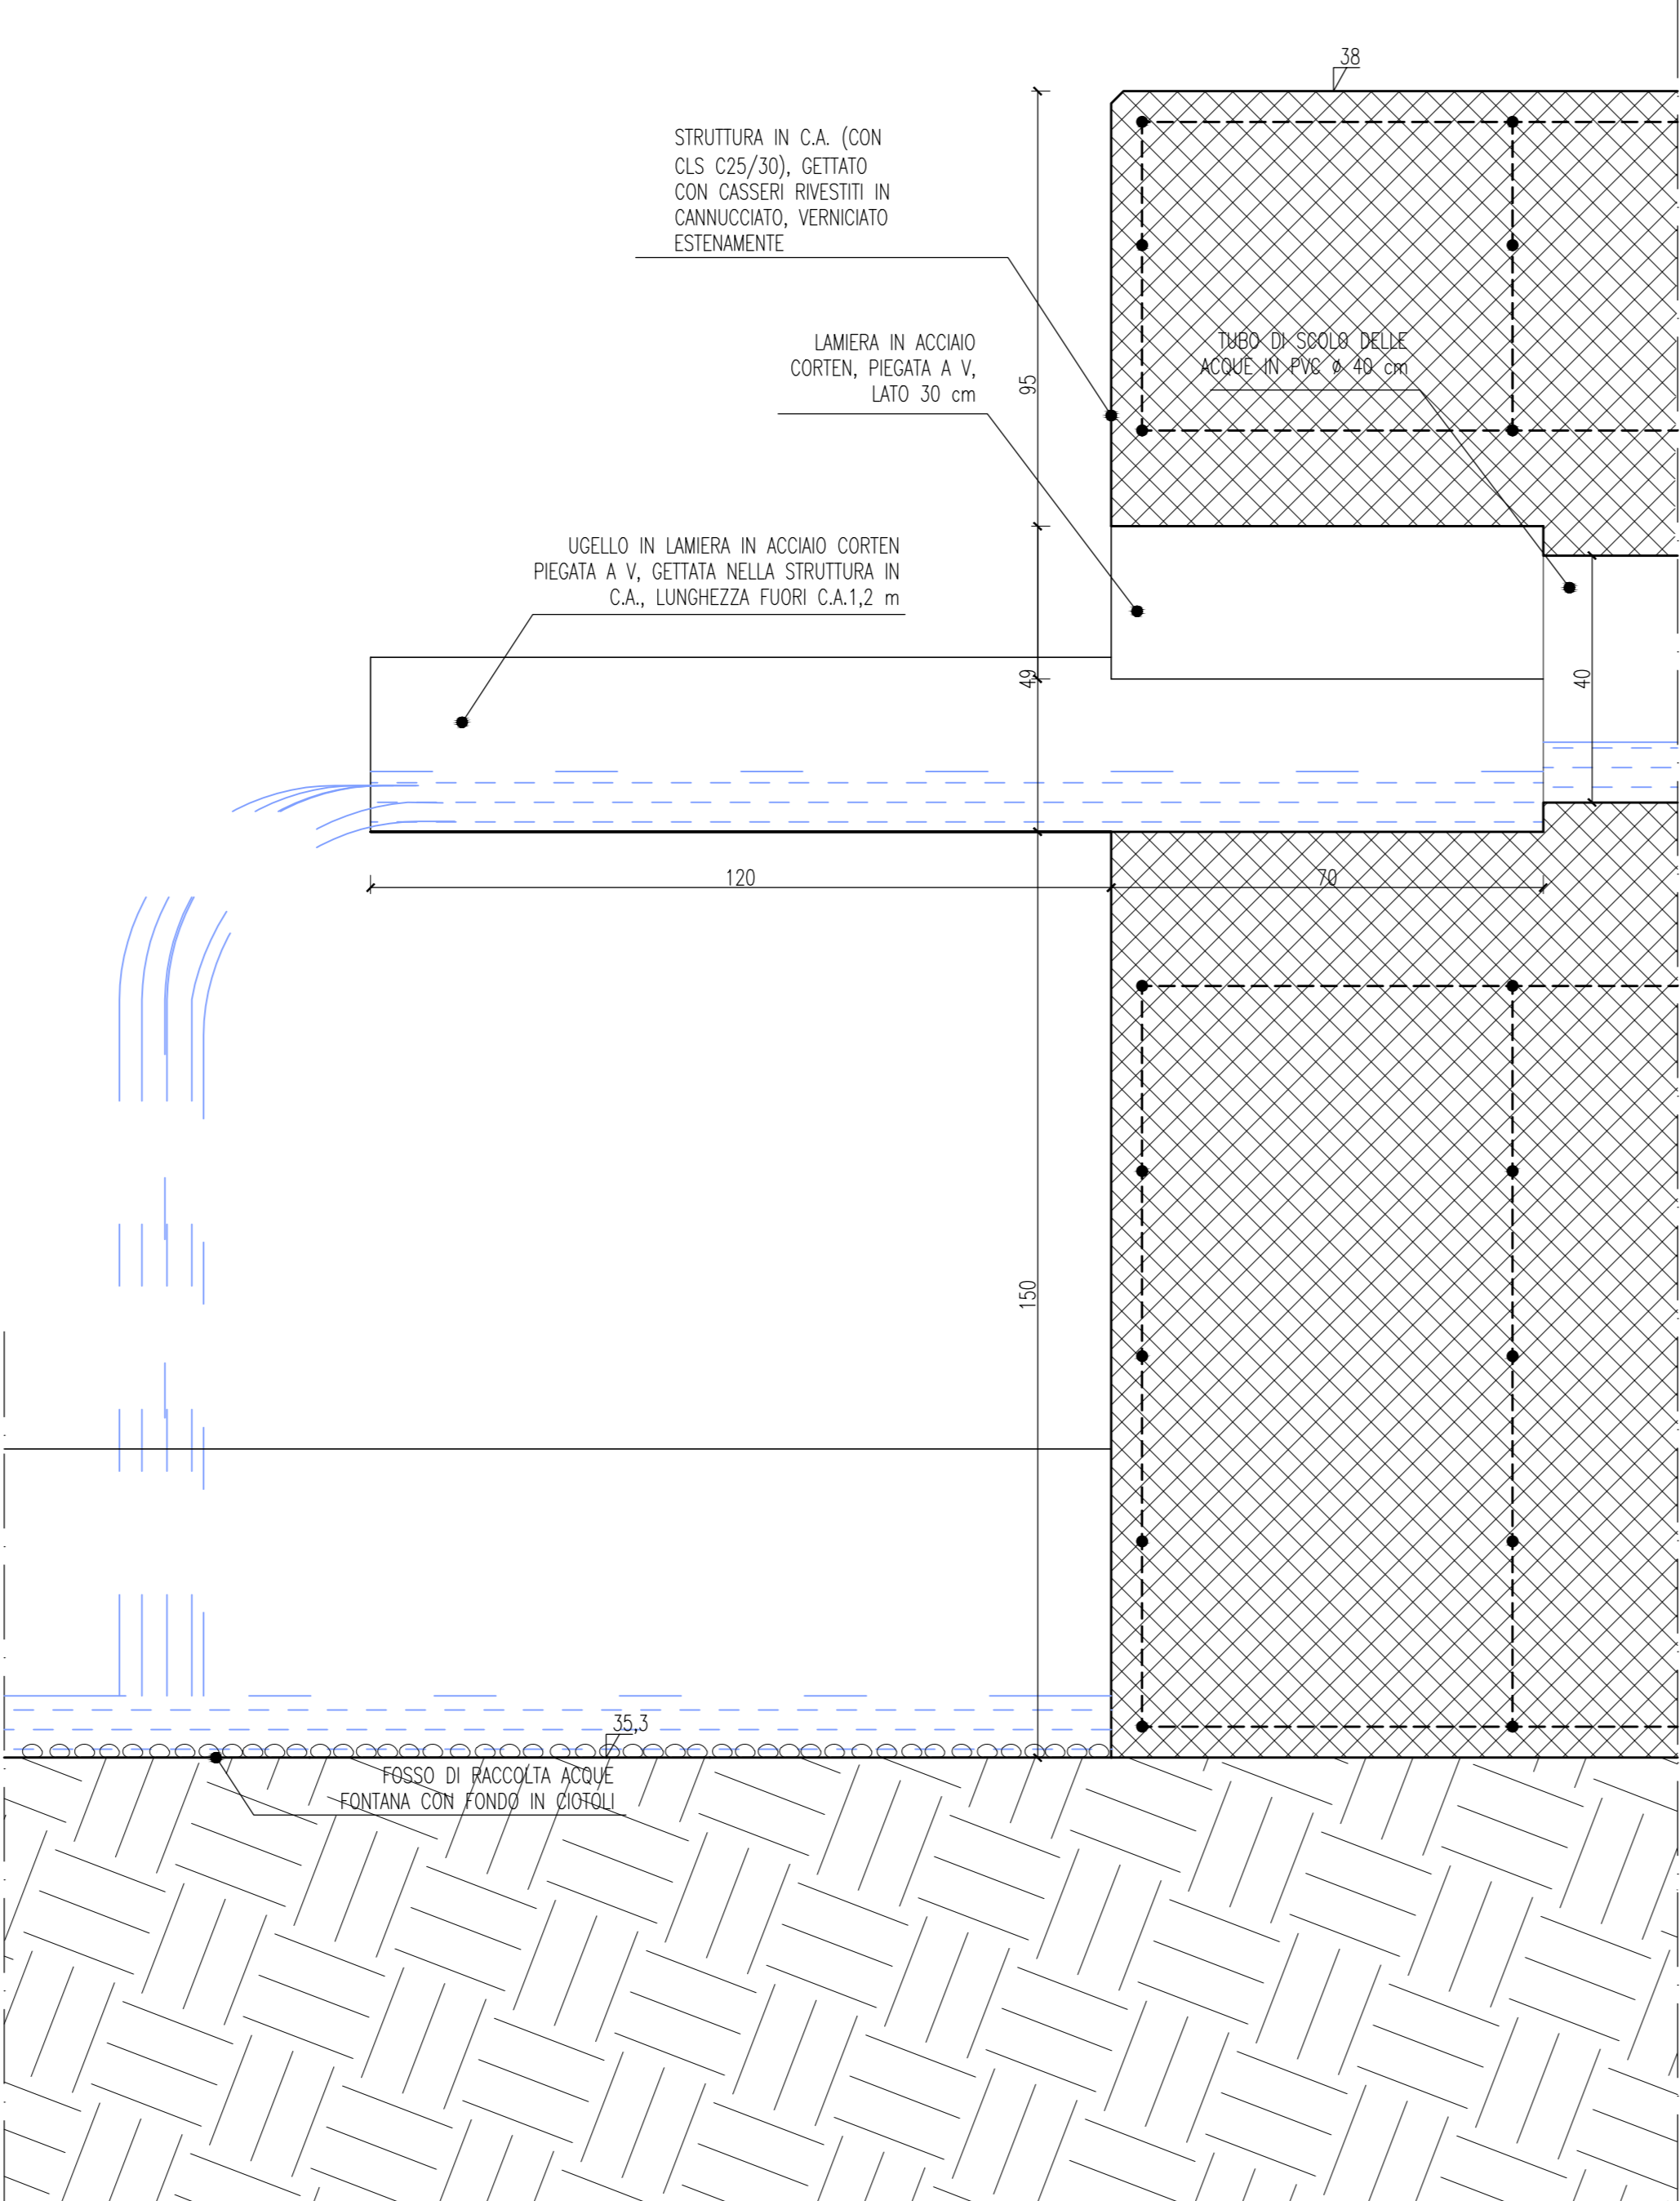 38
STRUTTURA IN C.A. (CON
CLS C25/30), GETTATO
CON CASSERI RIVESTITI IN
CANNUCCIATO, VERNICIATO
ESTENAMENTE
LAMIERA IN ACCIAIO
CORTEN, PIEGATA A V,
LATO 30 cm
TUBO DI SCOLO DELLE
ACQUE IN PVC ø 40 cm
95
UGELLO IN LAMIERA IN ACCIAIO CORTEN
PIEGATA A V, GETTATA NELLA STRUTTURA IN
C.A., LUNGHEZZA FUORI C.A.1,2 m
49
40
120
70
150
35,3
FOSSO DI RACCOLTA ACQUE
FONTANA CON FONDO IN CIOTOLI